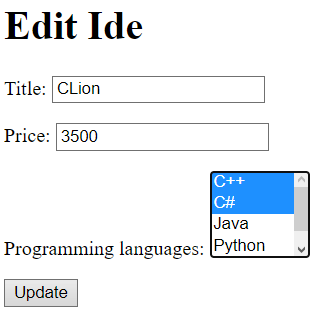 Edit Ide
Title: CLion
Price: 3500
C++
C#
Java
Python
Programming languages:
Update